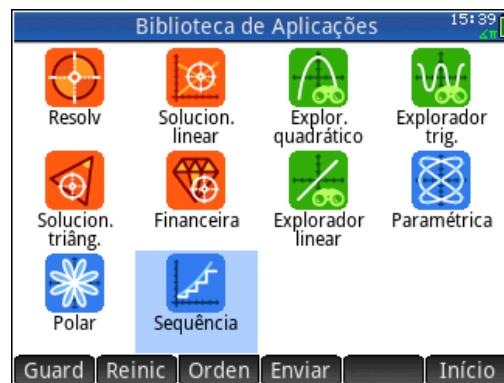 Biblioteca de Aplicações 15:39
∡π
Resolv
Solucion.
linear
Explor.
quadrático
Explorador
trig.
Solucion.
triâng.
Financeira
Explorador
linear
Paramétrica
Polar
Sequência
Guard Reinic Orden Enviar Início